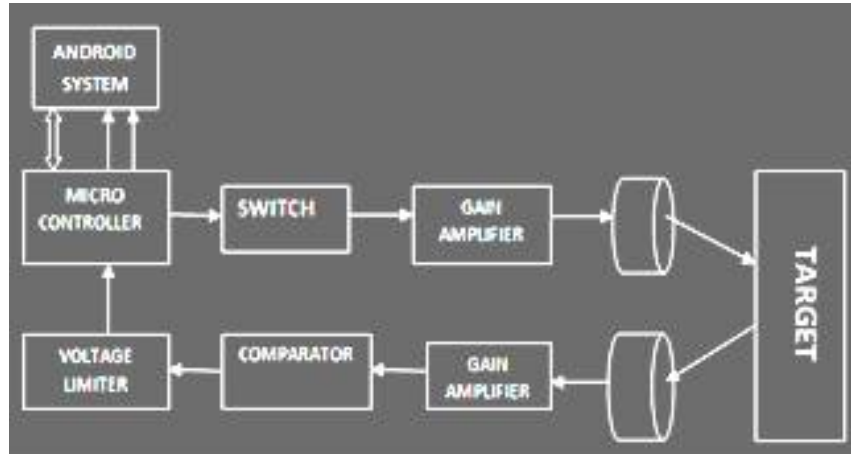 ANDROID
SYSTEM
MICRO
CONTROLLER
SWITCH
GAIN
AMPLIFIER
TARGET
VOLTAGE
LIMITER
COMPARATOR
GAIN
AMPLIFIER